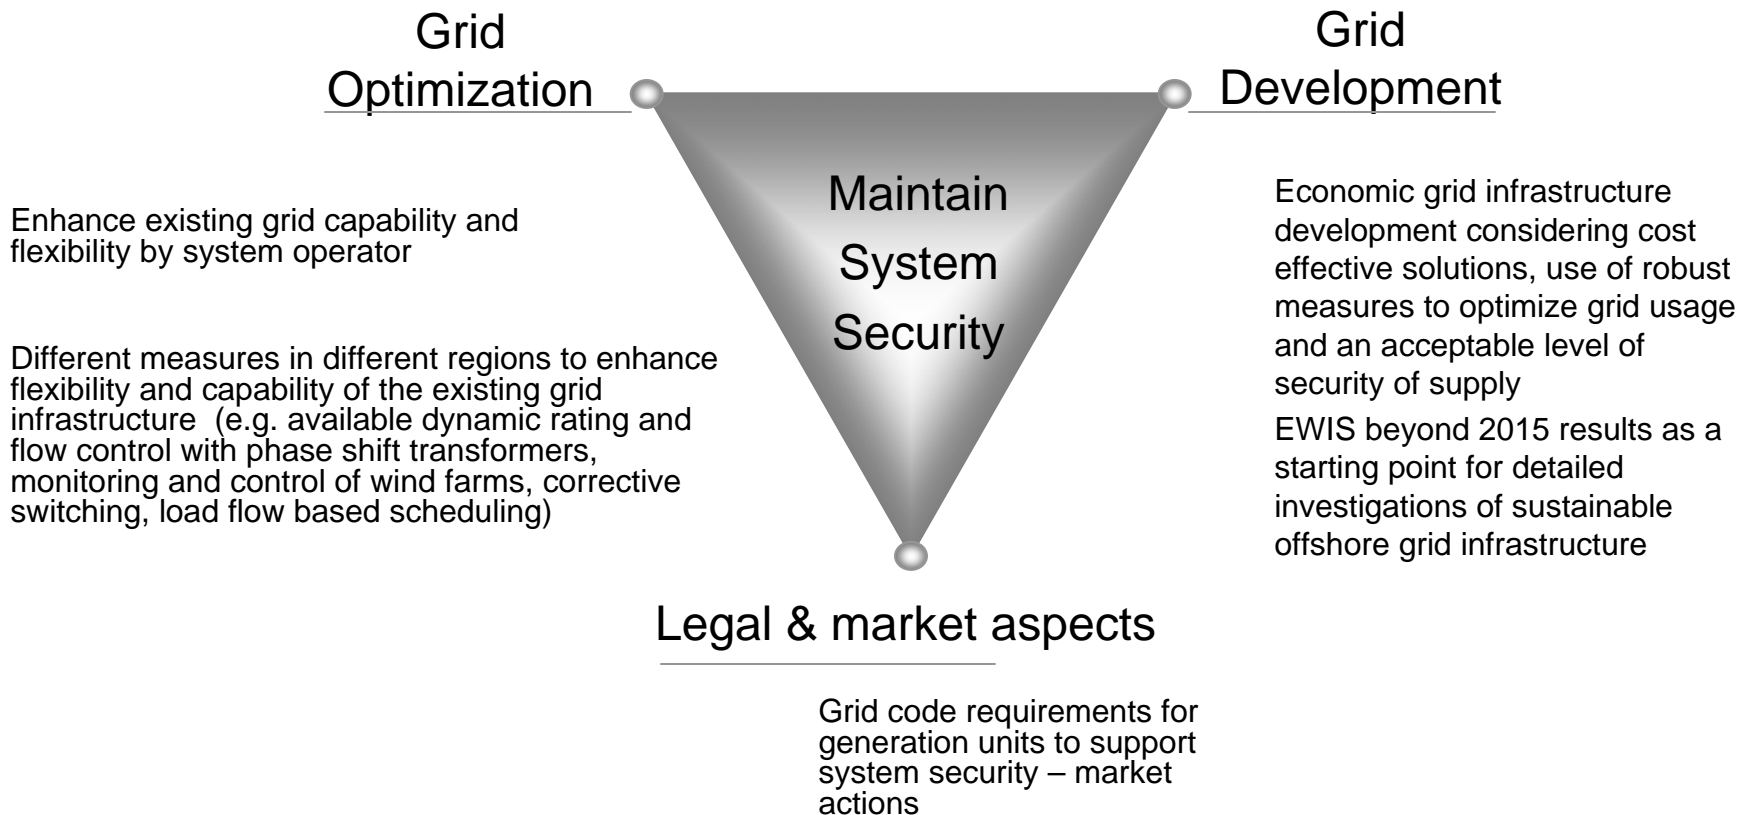 Grid
Optimization
Grid
Development
Maintain
System
Security
Enhance existing grid capability and
flexibility by system operator
Different measures in different regions to enhance
flexibility and capability of the existing grid
infrastructure  (e.g. available dynamic rating and
flow control with phase shift transformers,
monitoring and control of wind farms, corrective
switching, load flow based scheduling)
Economic grid infrastructure
development considering cost
effective solutions, use of robust
measures to optimize grid usage
and an acceptable level of
security of supply
EWIS beyond 2015 results as a
starting point for detailed
investigations of sustainable
offshore grid infrastructure
Legal & market aspects
Grid code requirements for
generation units to support
system security – market
actions